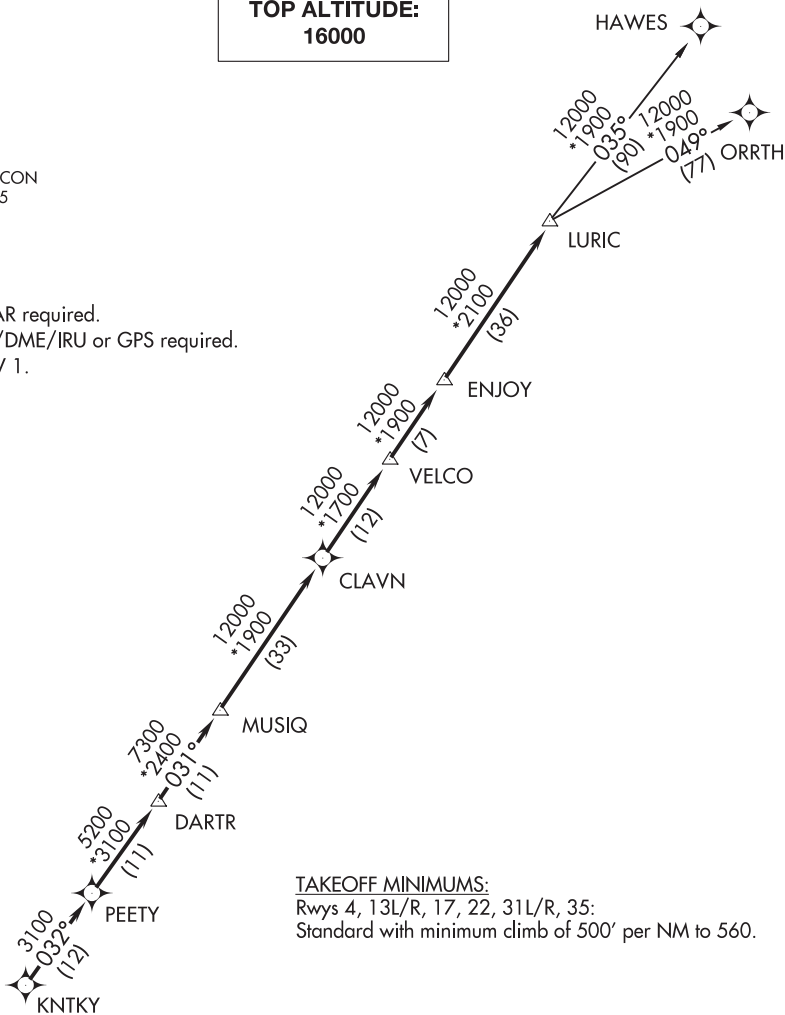 TOP ALTITUDE:
16000
HAWES
12000
*1900
035°
(90)
12000
*1900
049°
(77)
ORRTH
CON
5
LURIC
AR required.
/DME/IRU or GPS required.
/ 1.
12000
*2100
(36)
ENJOY
12000
*1900
(7)
VELCO
12000
*1700
(12)
CLAVN
12000
*1900
(33)
MUSIQ
7300
*2400
031°
(11)
DARTR
5200
*3100
(11)
PEETY
TAKEOFF MINIMUMS:
Rwys 4, 13L/R, 17, 22, 31L/R, 35:
Standard with minimum climb of 500' per NM to 560.
3100
032°
(12)
KNTKY